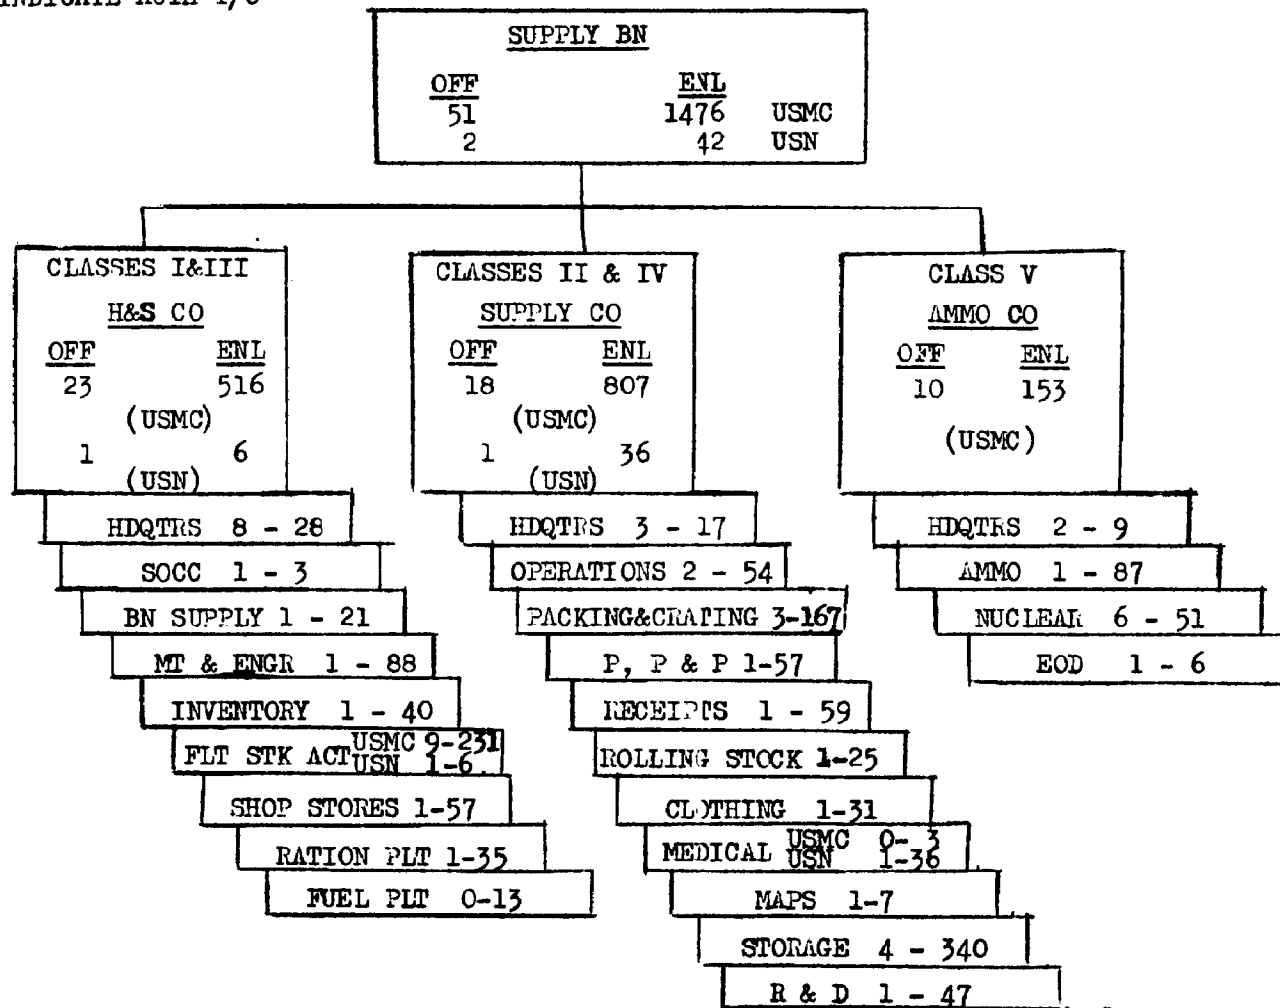 SUPPLY BN
OFF ENL
51 1476 USMC
2 42 USN
CLASSES I&III
H&S CO
OFF ENL
23 516
(USMC)
1 6
(USN)
HDQTRS 8 - 28
SOCC 1 - 3
BN SUPPLY 1 - 21
MT & ENGR 1 - 88
INVENTORY 1 - 40
FLT STK ACT USMC 9-231
USN 1-6
SHOP STORES 1-57
RATION PLT 1-35
FUEL PLT 0-13
CLASSES II & IV
SUPPLY CO
OFF ENL
18 807
(USMC)
1 36
(USN)
HDQTRS 3 - 17
OPERATIONS 2 - 54
PACKING&CRATING 3-167
P, P & P 1-57
RECEIPTS 1 - 59
ROLLING STOCK 1-25
CLOTHING 1-31
MEDICAL USMC 0- 3
USN 1-36
MAPS 1-7
STORAGE 4 - 340
R & D 1 - 47
CLASS V
AMMO CO
OFF ENL
10 153
(USMC)
HDQTRS 2 - 9
AMMO 1 - 87
NUCLEAR 6 - 51
EOD 1 - 6